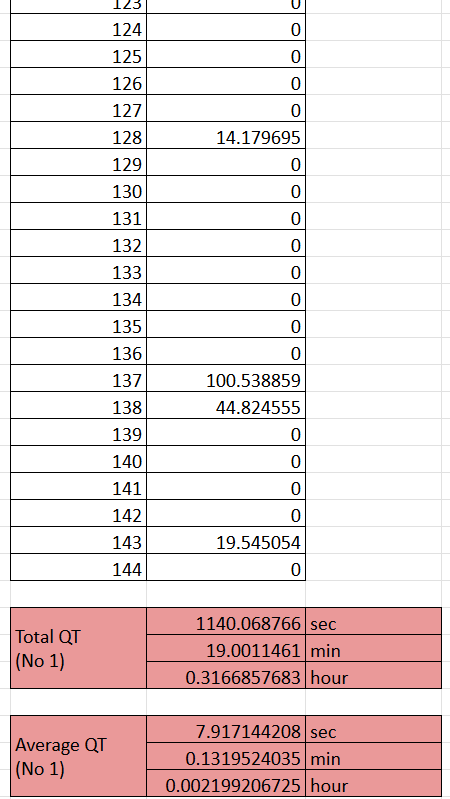 123 0
124 0
125 0
126 0
127 0
128 14.179695
129 0
130 0
131 0
132 0
133 0
134 0
135 0
136 0
137 100.538859
138 44.824555
139 0
140 0
141 0
142 0
143 19.545054
144 0
Total QT
(No 1)
1140.068766 sec
19.0011461 min
0.3166857683 hour
Average QT
(No 1)
7.917144208 sec
0.1319524035 min
0.002199206725 hour